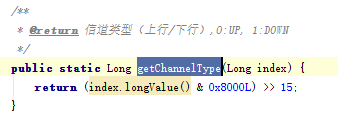 /**
* @return 信道类型（上行/下行）,0:UP, 1:DOWN
*/
public static Long getChannelType(Long index) {
return (index.longValue() & 0x8000L) >> 15;
}